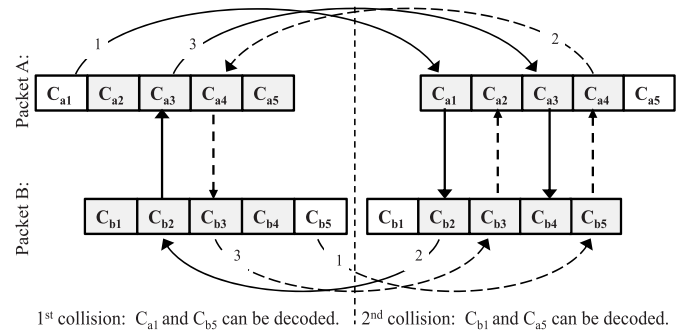 1 3 2
Packet A:
Ca1 Ca2 Ca3 Ca4 Ca5 Ca1 Ca2 Ca3 Ca4 Ca5
Packet B:
Cb1 Cb2 Cb3 Cb4 Cb5 Cb1 Cb2 Cb3 Cb4 Cb5
3 1 2
1st collision: Ca1 and Cb5 can be decoded. 2nd collision: Cb1 and Ca5 can be decoded.